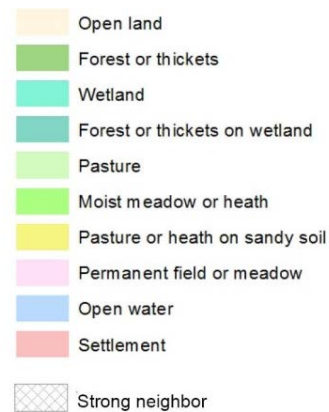 Open land
Forest or thickets
Wetland
Forest or thickets on wetland
Pasture
Moist meadow or heath
Pasture or heath on sandy soil
Permanent field or meadow
Open water
Settlement
Strong neighbor